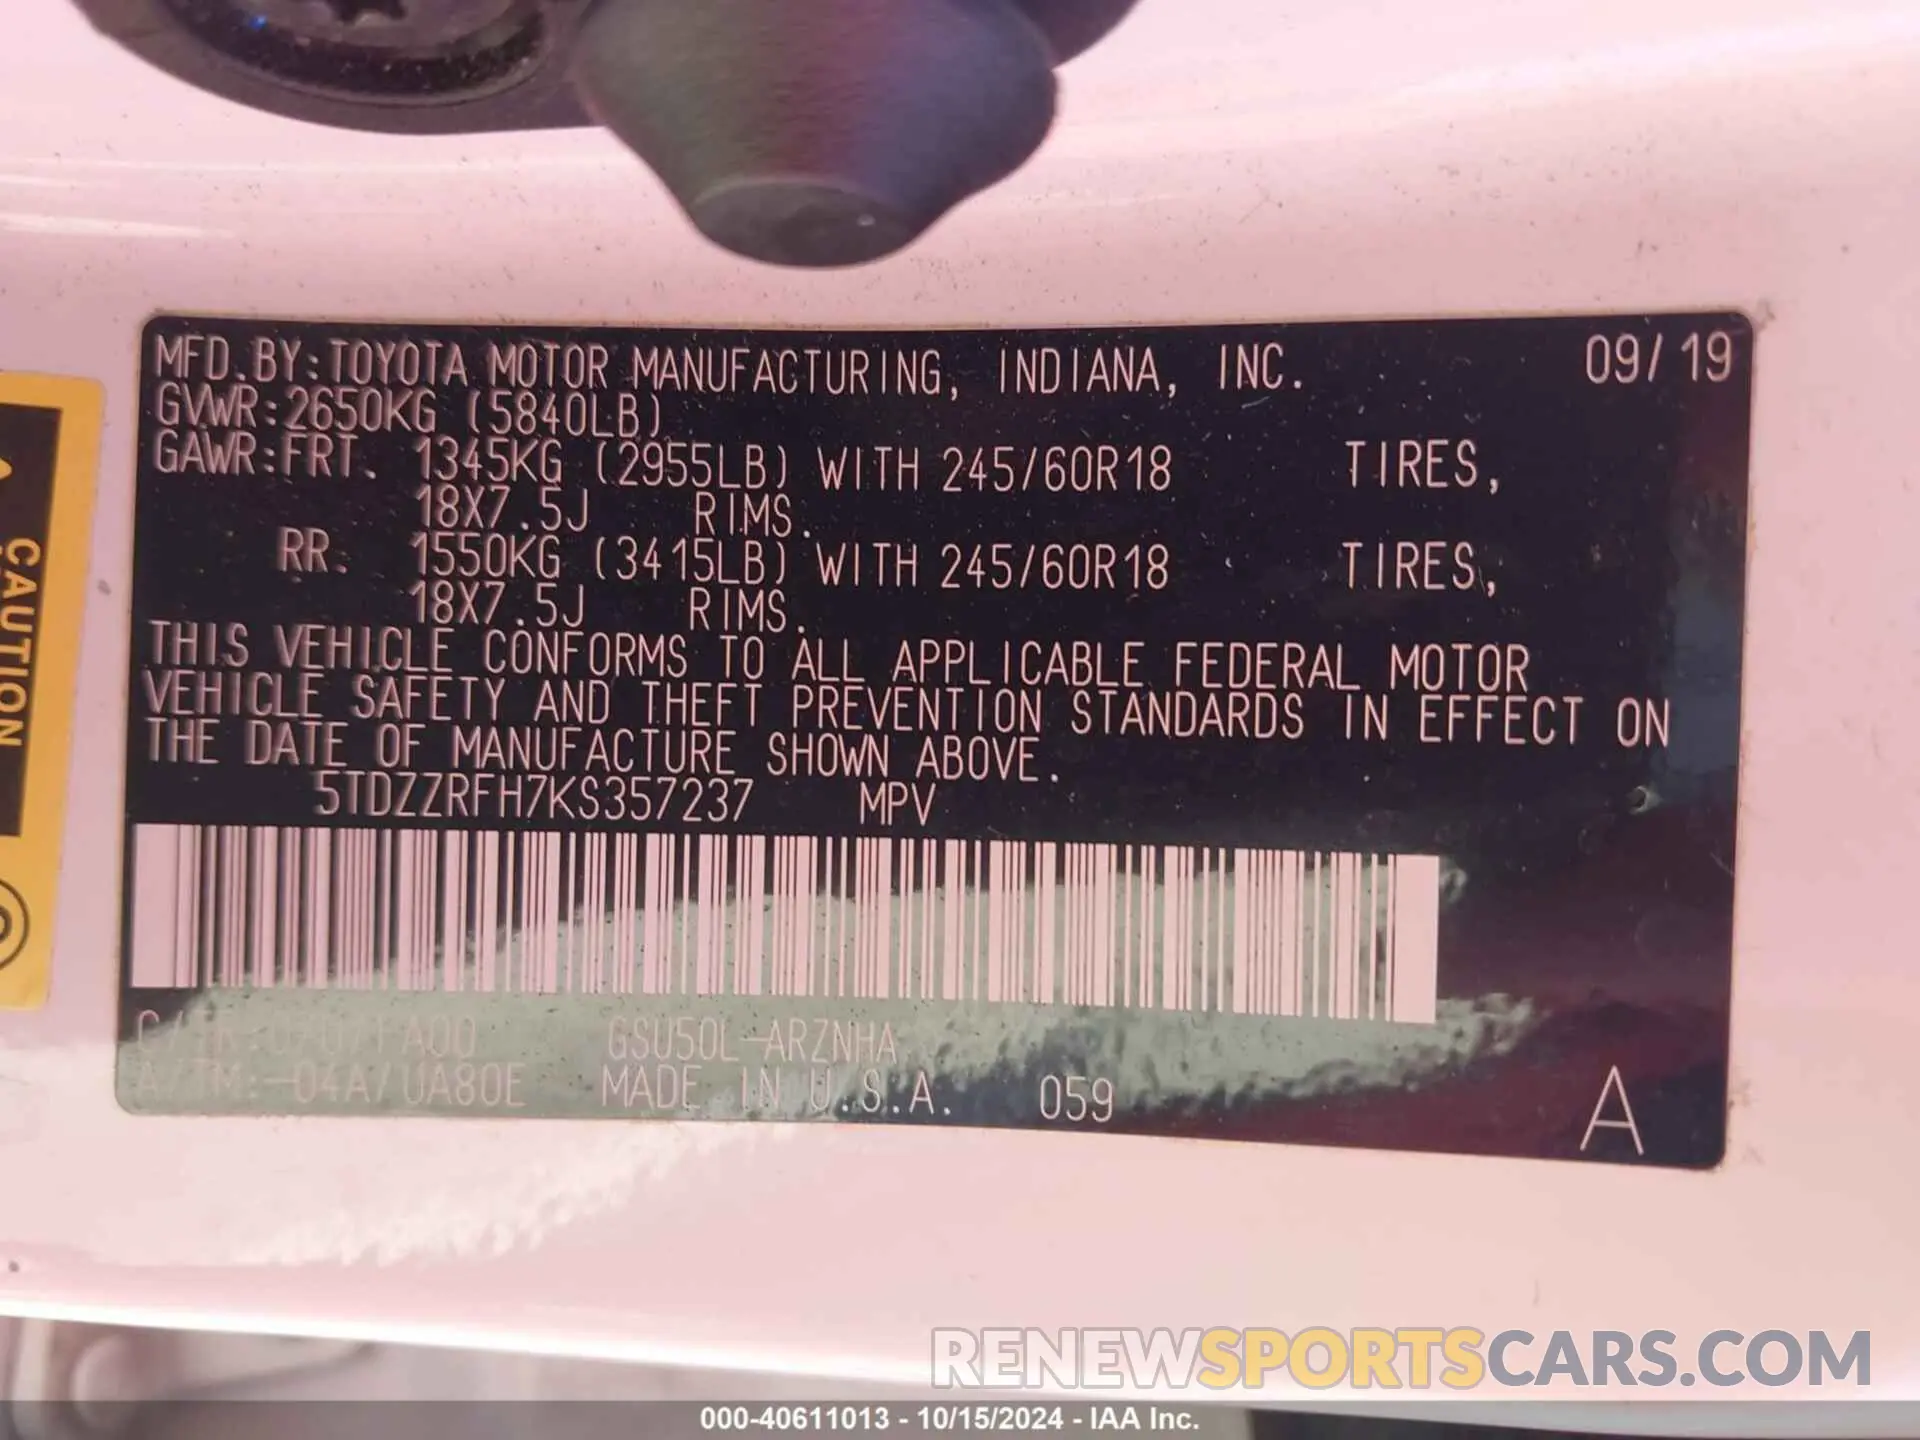 MFD.BY:TOYOTA MOTOR MANUFACTURING, INDIANA, INC. 09/19
GVWR:2650KG (5840LB)
GAWR:FRT. 1345KG (2955LB) WITH 245/60R18 TIRES,
18X7.5J RIMS.
RR. 1550KG (3415LB) WITH 245/60R18 TIRES,
18X7.5J RIMS.
THIS VEHICLE CONFORMS TO ALL APPLICABLE FEDERAL MOTOR
VEHICLE SAFETY AND THEFT PREVENTION STANDARDS IN EFFECT ON
THE DATE OF MANUFACTURE SHOWN ABOVE.
5TDZZRFH7KS357237 MPV
GSU50L-ARZNHA
A/TM:-04A/UA80E MADE IN U.S.A. 059
A
CAUTION
RENEWSPORTSCARS.COM
000-40611013 - 10/15/2024 - IAA Inc.